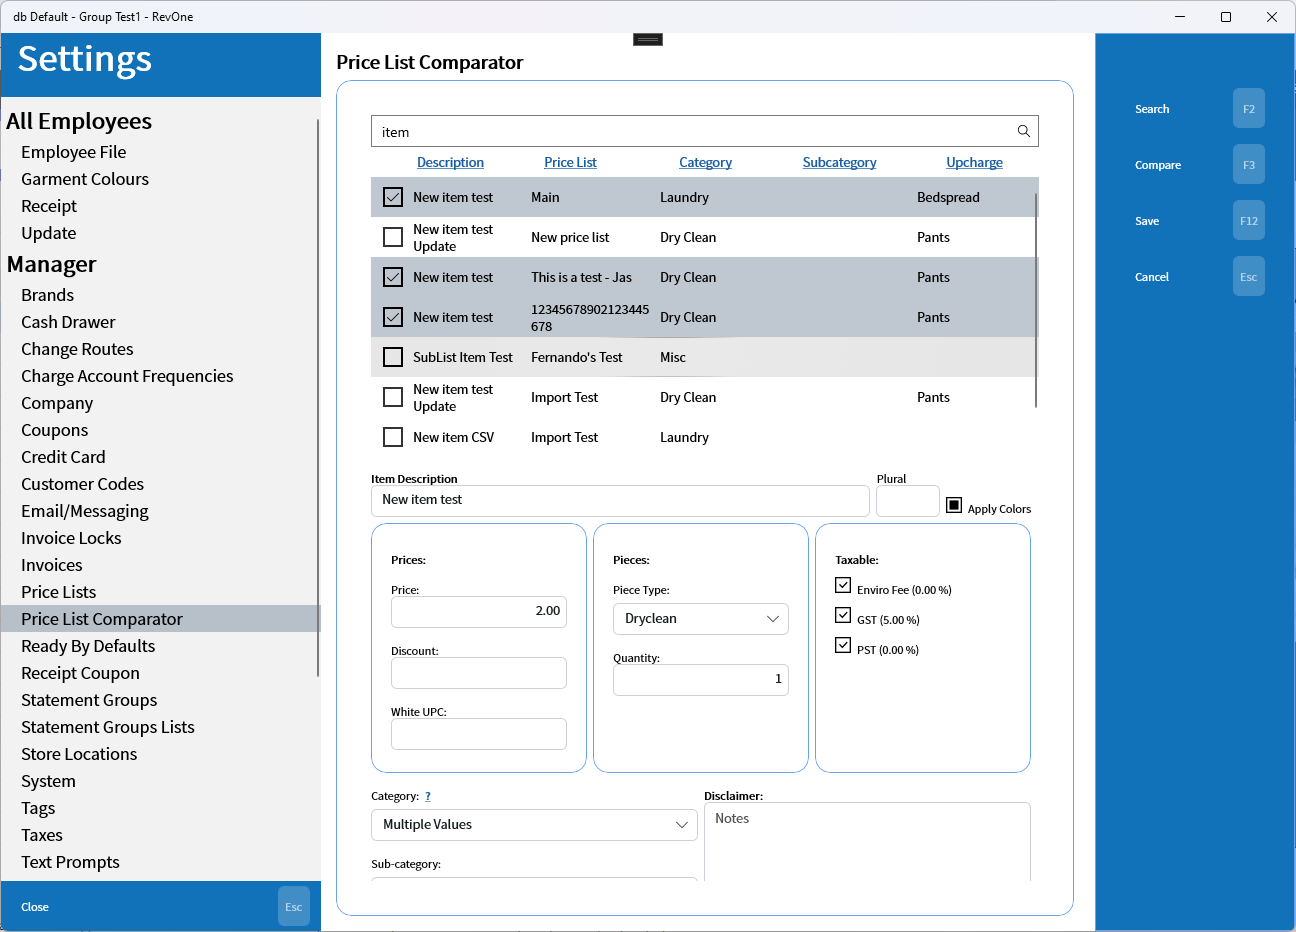 db Default - Group Test1 - RevOne
Settings
All Employees
Employee File
Garment Colours
Receipt
Update
Manager
Brands
Cash Drawer
Change Routes
Charge Account Frequencies
Company
Coupons
Credit Card
Customer Codes
Email/Messaging
Invoice Locks
Invoices
Price Lists
Price List Comparator
Ready By Defaults
Receipt Coupon
Statement Groups
Statement Groups Lists
Store Locations
System
Tags
Taxes
Text Prompts
Close Esc
Price List Comparator
item
Description Price List Category Subcategory Upcharge
New item test Main Laundry Bedspread
New item test
Update New price list Dry Clean Pants
New item test This is a test - Jas Dry Clean Pants
New item test 12345678902123445
678 Dry Clean Pants
SubList Item Test Fernando's Test Misc
New item test
Update Import Test Dry Clean Pants
New item CSV Import Test Laundry
Item Description Plural
New item test Apply Colors
Prices:
Price:
2.00
Discount:
White UPC:
Pieces:
Piece Type:
Dryclean
Quantity:
1
Taxable:
Enviro Fee (0.00 %)
GST (5.00 %)
PST (0.00 %)
Category: ?
Multiple Values
Sub-category:
Disclaimer:
Notes
Search F2
Compare F3
Save F12
Cancel Esc